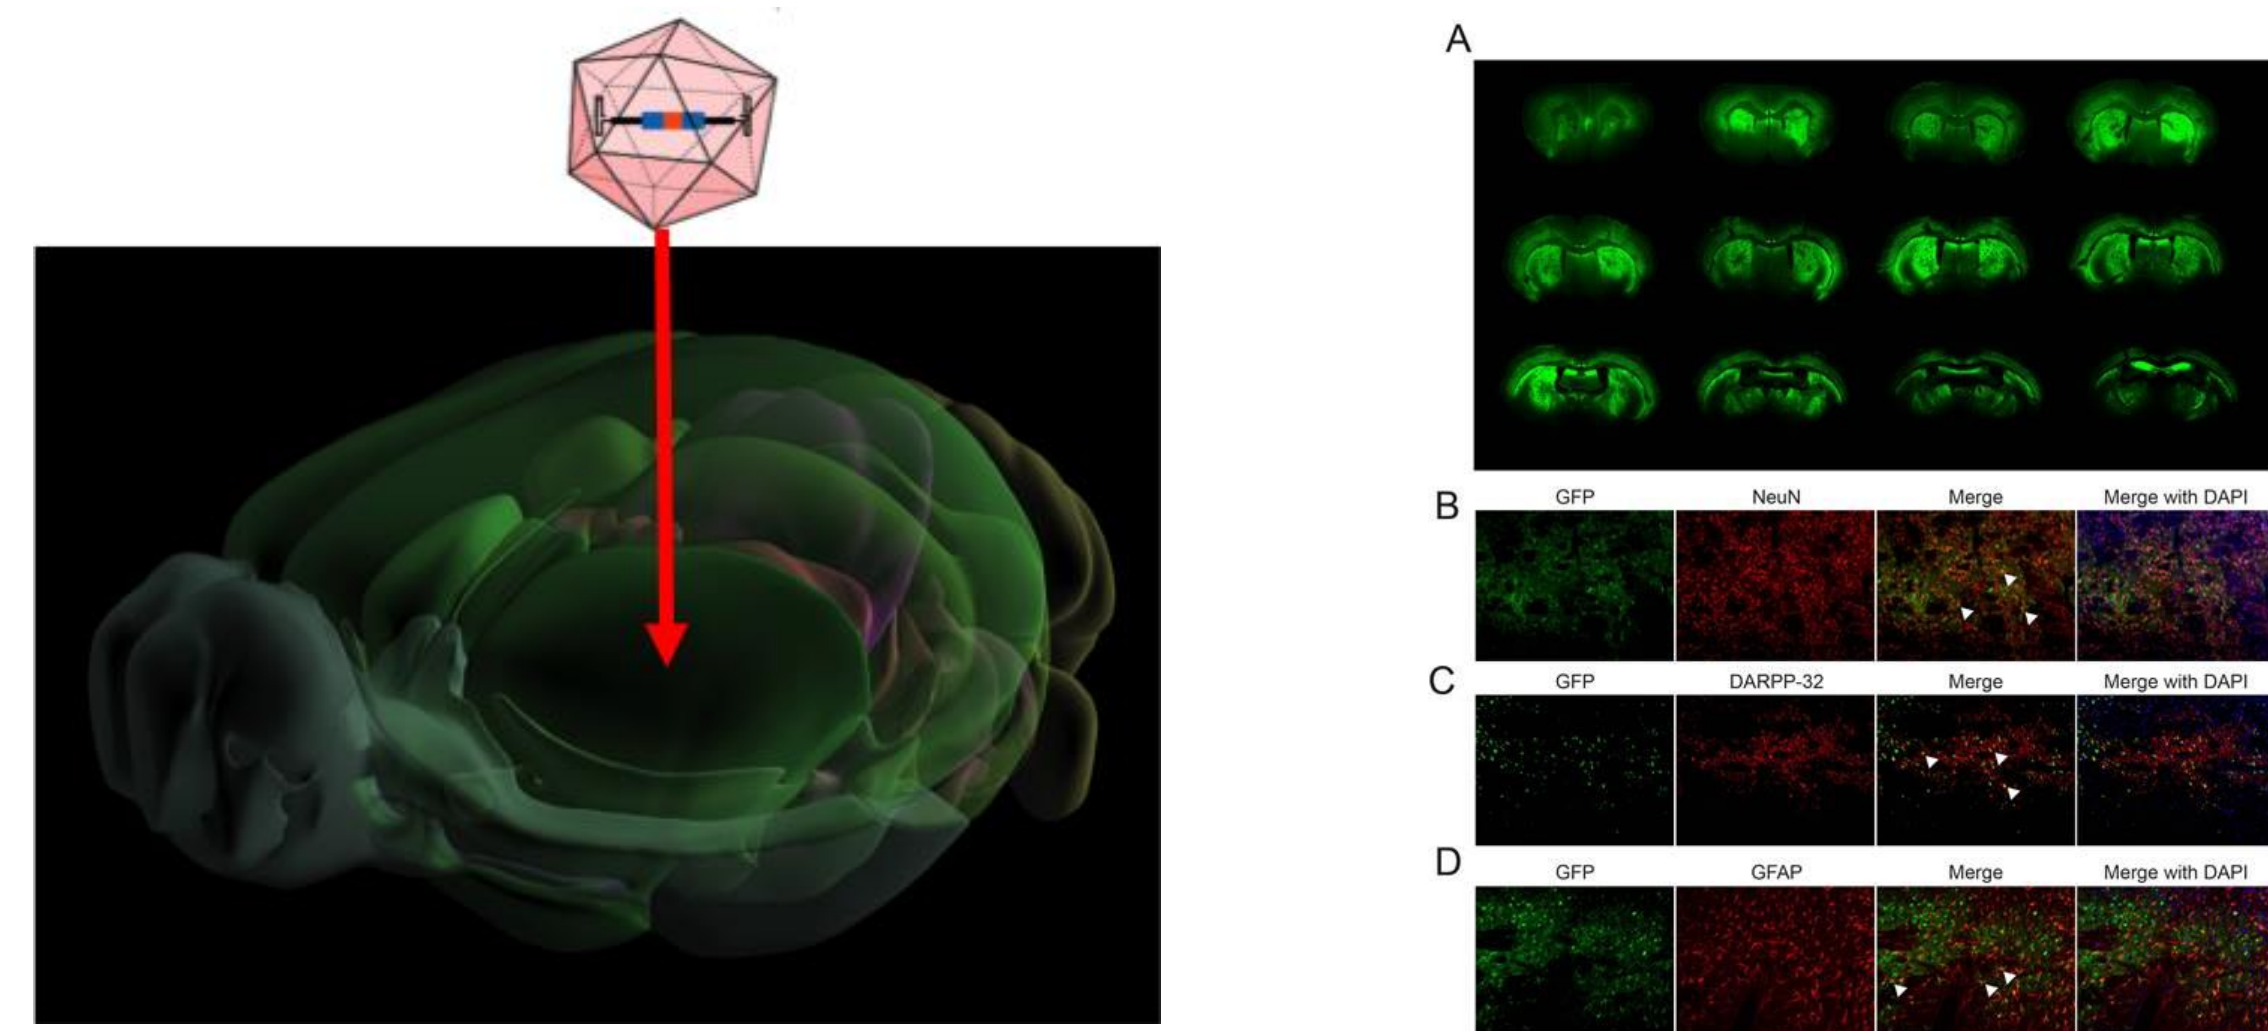 A
B
GFP NeuN Merge Merge with DAPI
C
GFP DARPP-32 Merge Merge with DAPI
D
GFP GFAP Merge Merge with DAPI